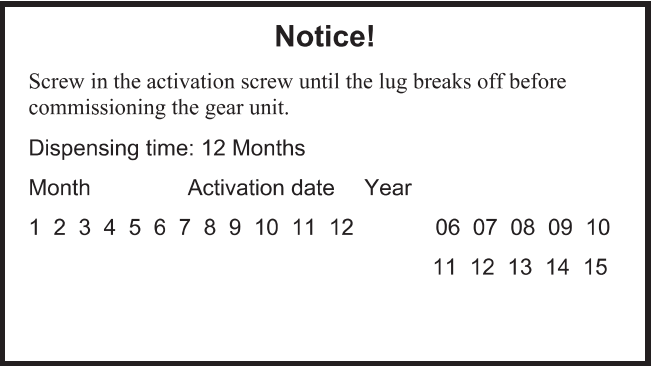 Notice!
Screw in the activation screw until the lug breaks off before
commissioning the gear unit.
Dispensing time: 12 Months
Month Activation date Year
1 2 3 4 5 6 7 8 9 10 11 12 06 07 08 09 10
11 12 13 14 15